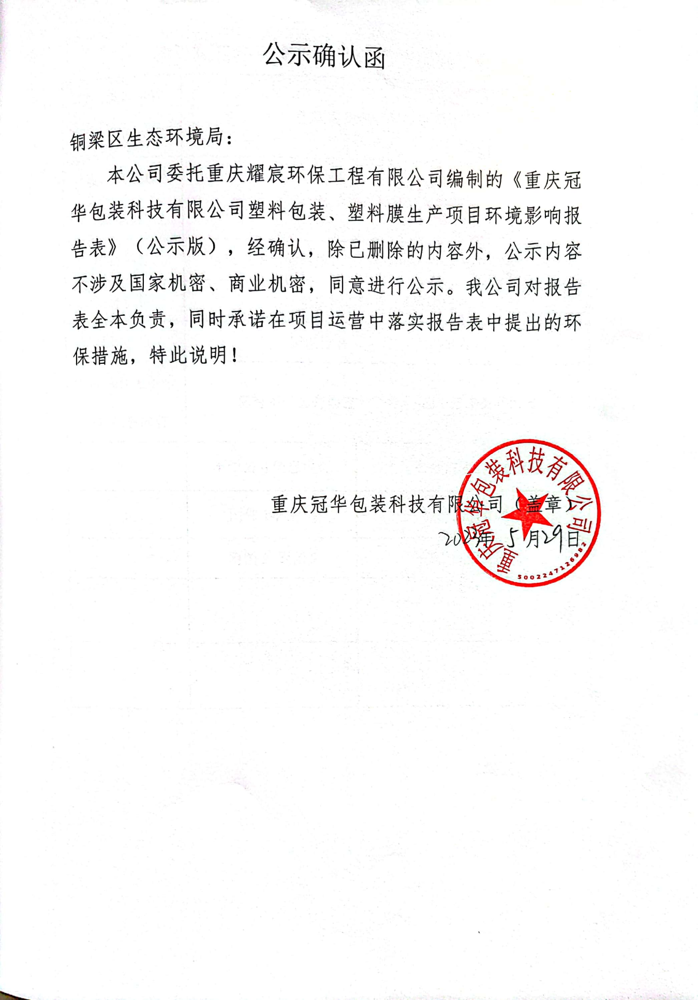 公示确认函
铜梁区生态环境局：
本公司委托重庆耀宸环保工程有限公司编制的《重庆冠
华包装科技有限公司塑料包装、塑料膜生产项目环境影响报
告表》（公示版），经确认，除已删除的内容外，公示内容
不涉及国家机密、商业机密，同意进行公示。我公司对报告
表全本负责，同时承诺在项目运营中落实报告表中提出的环
保措施，特此说明！
重庆冠华包装科技有限公司（盖章）
年 5 月 29 日
重庆冠华包装科技有限公司
5002247126982